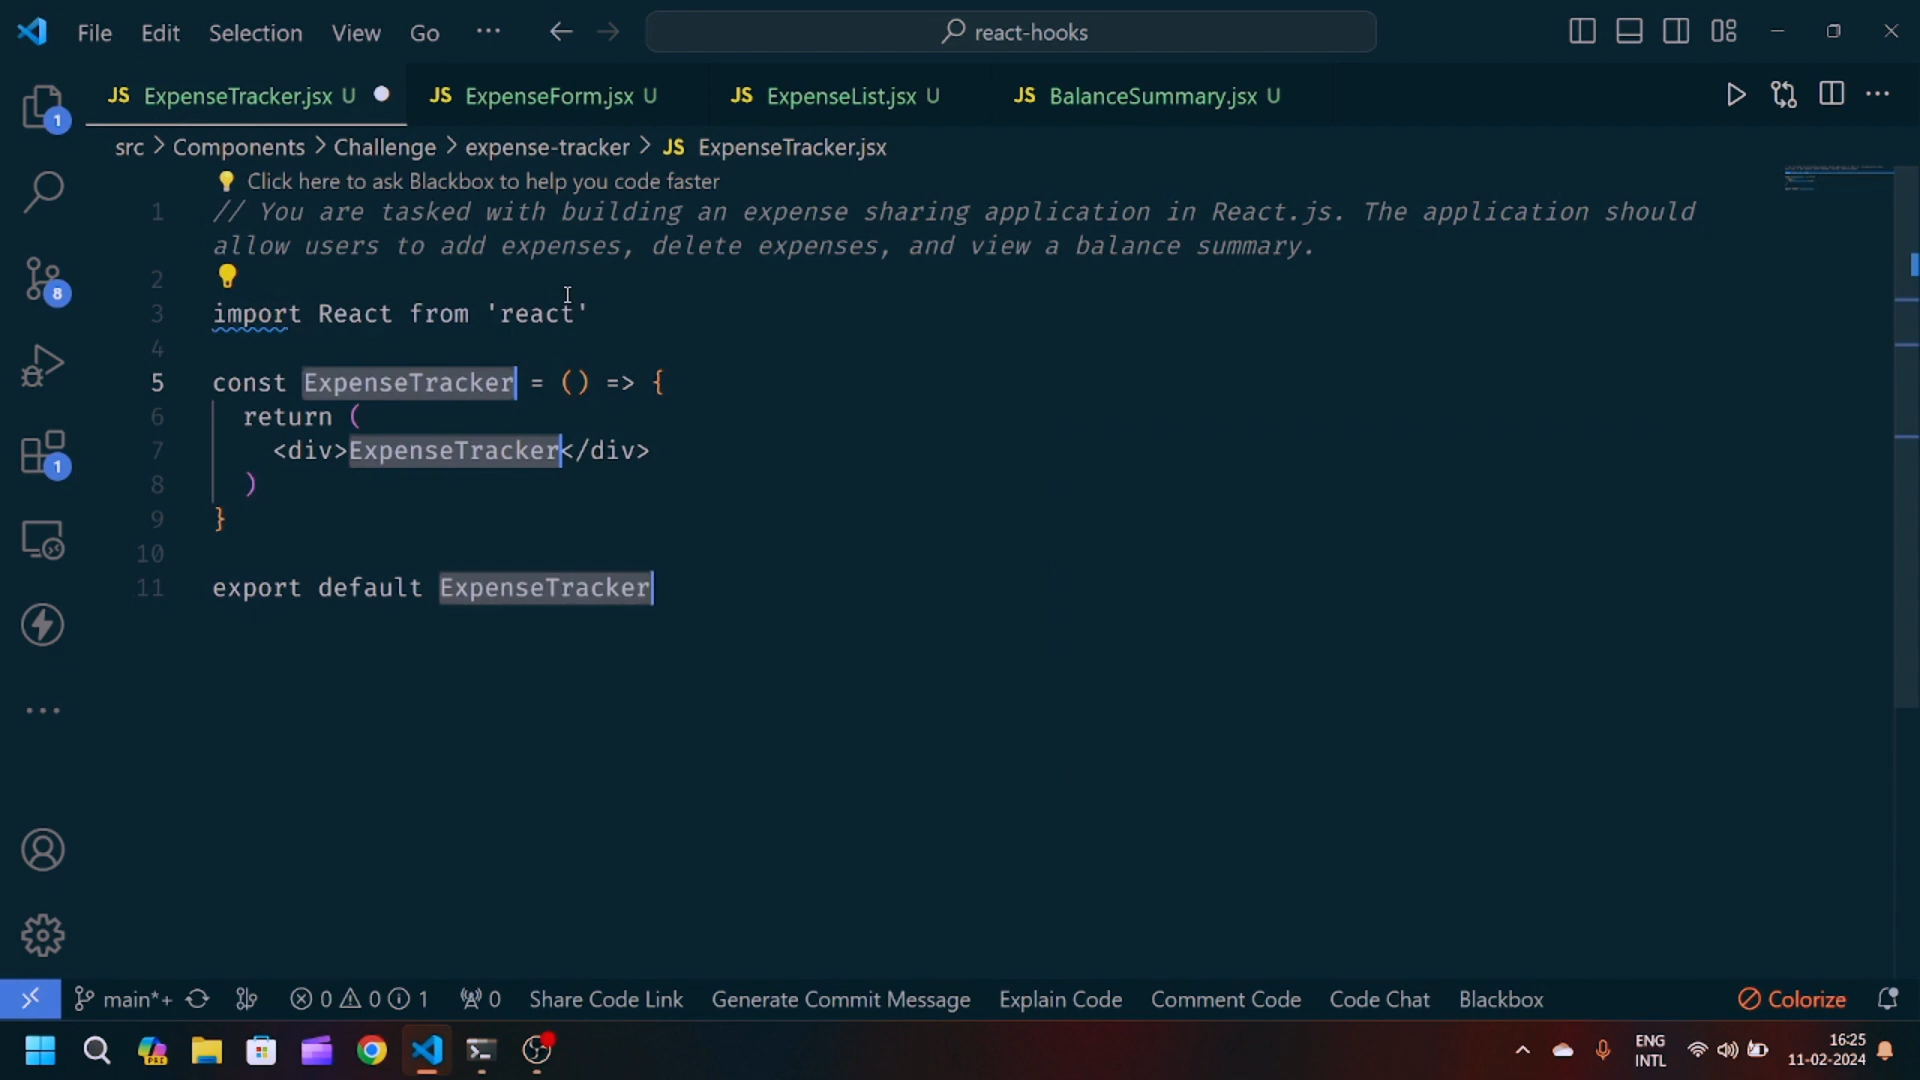 File Edit Selection View Go ··· react-hooks
JS ExpenseTracker.jsx U JS ExpenseForm.jsx U JS ExpenseList.jsx U JS BalanceSummary.jsx U
src > Components > Challenge > expense-tracker > JS ExpenseTracker.jsx
Click here to ask Blackbox to help you code faster
1 // You are tasked with building an expense sharing application in React.js. The application should
allow users to add expenses, delete expenses, and view a balance summary.
2
3 import React from 'react'
4
5 const ExpenseTracker = () => {
6 return (
7 <div>ExpenseTracker</div>
8 )
9 }
10
11 export default ExpenseTracker
1
8
1
main*+ 0 0 1 0 Share Code Link Generate Commit Message Explain Code Comment Code Code Chat Blackbox Colorize
PRE
ENG
INTL
16:25
11-02-2024